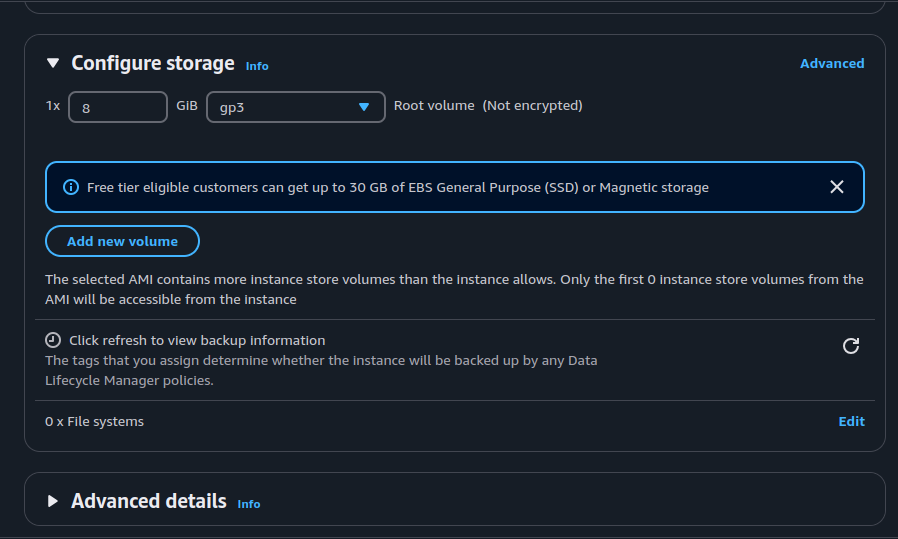 Configure storage Info Advanced
1x 8 GiB gp3 Root volume (Not encrypted)
Free tier eligible customers can get up to 30 GB of EBS General Purpose (SSD) or Magnetic storage
Add new volume
The selected AMI contains more instance store volumes than the instance allows. Only the first 0 instance store volumes from the
AMI will be accessible from the instance
Click refresh to view backup information
The tags that you assign determine whether the instance will be backed up by any Data
Lifecycle Manager policies.
0 x File systems Edit
Advanced details Info